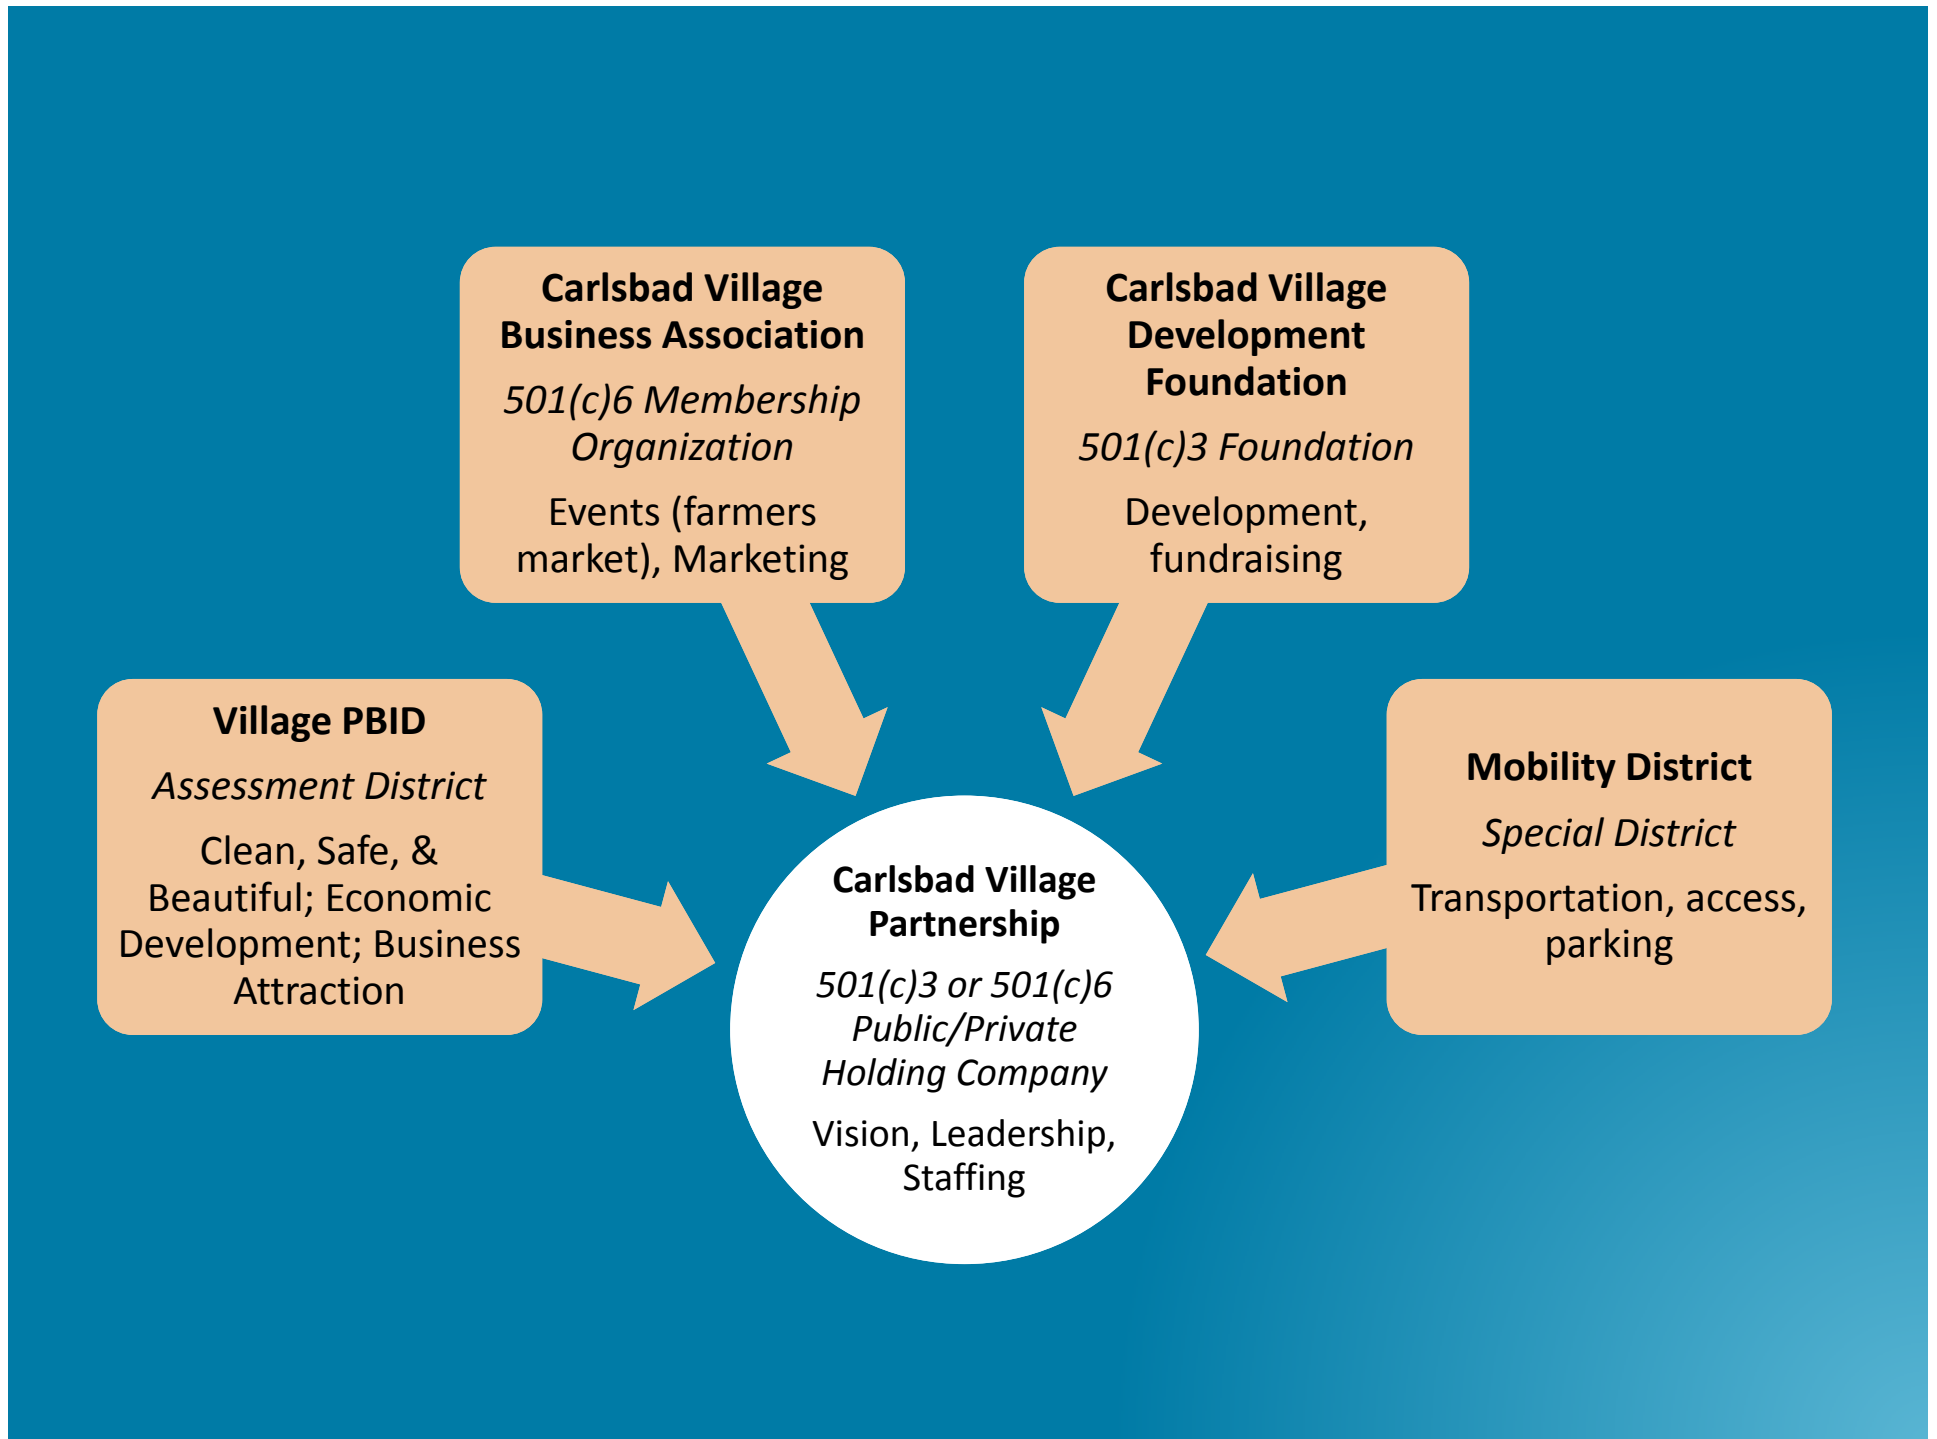 Carlsbad Village
Business Association
501(c)6 Membership
Organization
Events (farmers
market), Marketing
Carlsbad Village
Development
Foundation
501(c)3 Foundation
Development,
fundraising
Village PBID
Assessment District
Clean, Safe, &
Beautiful; Economic
Development; Business
Attraction
Mobility District
Special District
Transportation, access,
parking
Carlsbad Village
Partnership
501(c)3 or 501(c)6
Public/Private
Holding Company
Vision, Leadership,
Staffing